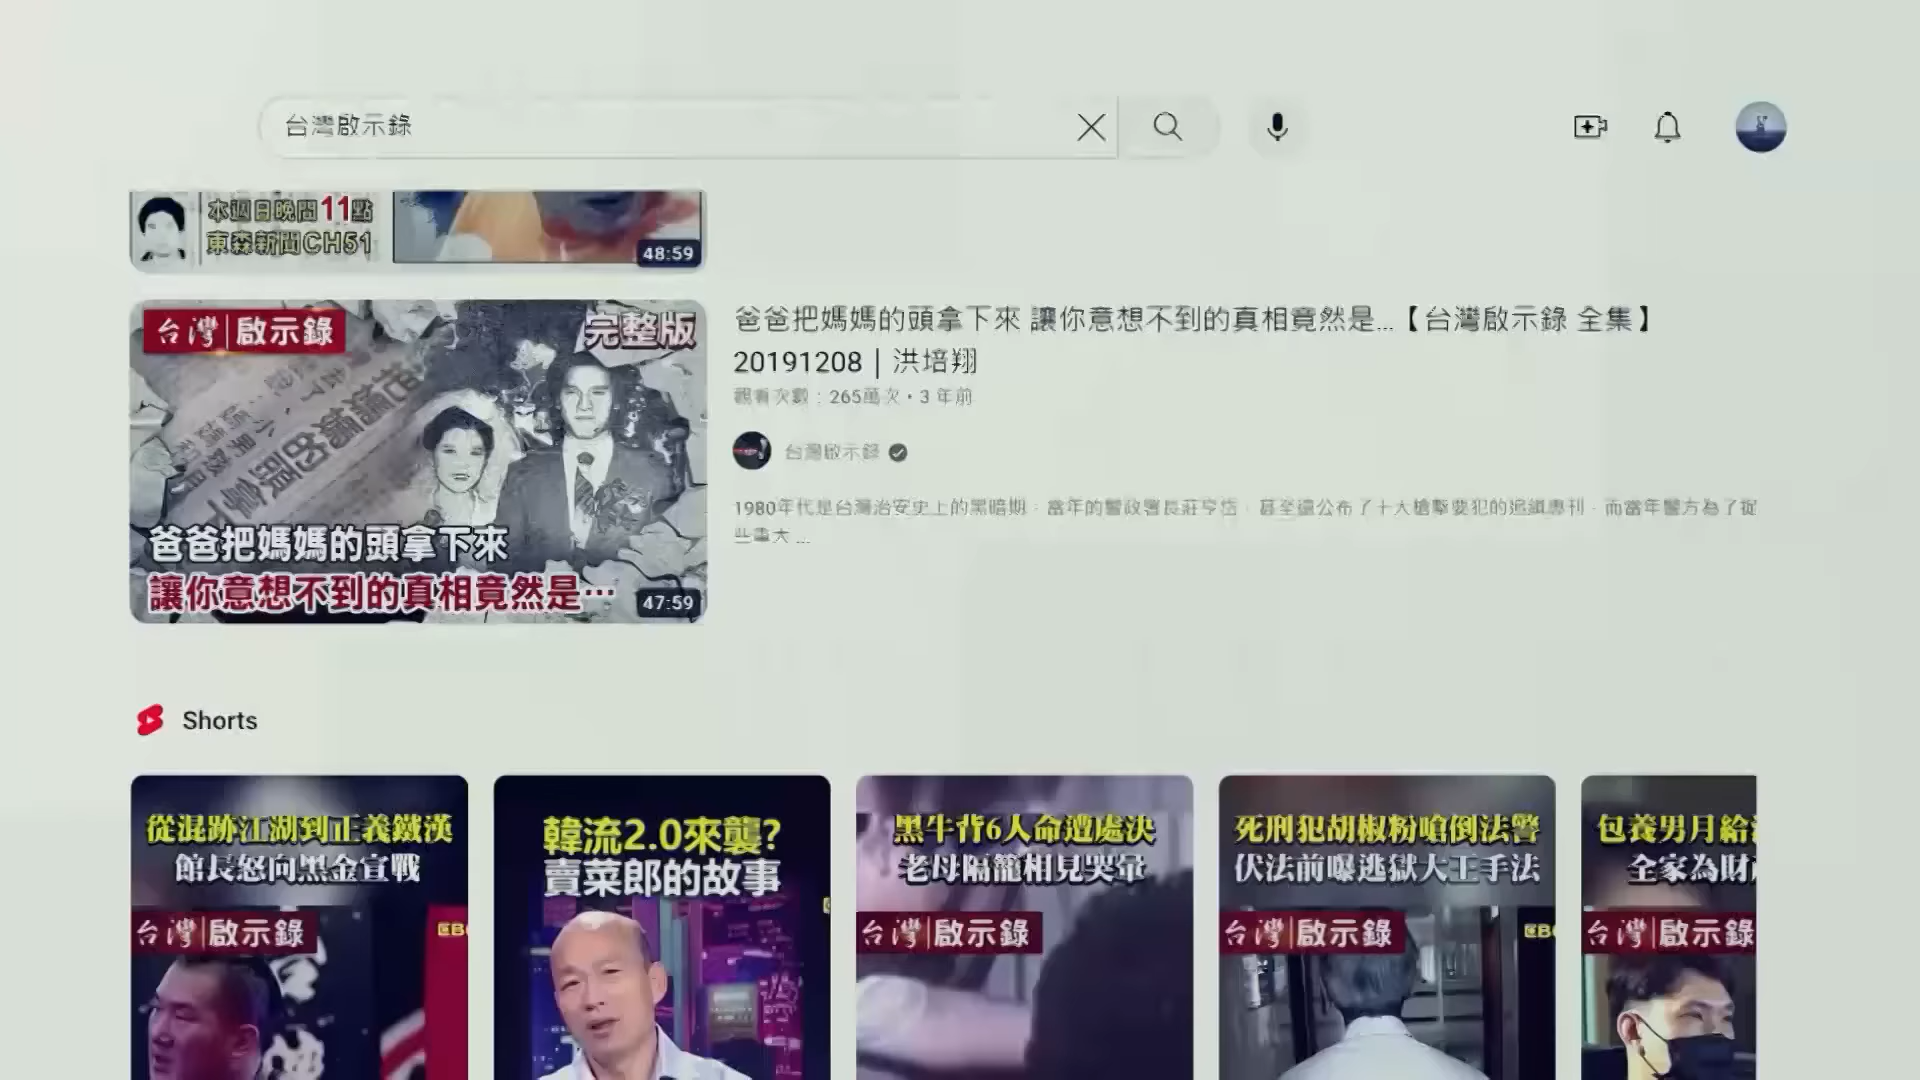 台灣啟示錄
本週日晚間11點
東森新聞CH51
48:59
台灣啟示錄
完整版
爸爸把媽媽的頭拿下來
讓你意想不到的真相竟然是…
47:59
爸爸把媽媽的頭拿下來 讓你意想不到的真相竟然是...【台灣啟示錄 全集】
20191208｜洪培翔
觀看次數：265萬次・3 年前
台灣啟示錄
1980年代是台灣治安史上的黑暗期，當年的警政署長莊亨岱，甚至還公布了十大槍擊要犯的追緝專刊，而當年警方為了捉
些重大 ...
Shorts
從混跡江湖到正義鐵漢
館長怒向黑金宣戰
台灣啟示錄
韓流2.0來襲?
賣菜郎的故事
黑牛背6人命遭處決
老母隔籠相見哭暈
台灣啟示錄
死刑犯胡椒粉嗆倒法警
伏法前曝逃獄大王手法
台灣啟示錄
包養男月給
全家為財
台灣啟示錄